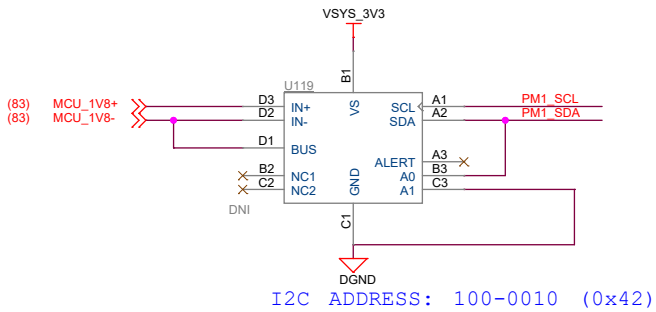 VSYS_3V3
U119
B1
(83) MCU_1V8+
(83) MCU_1V8-
D3 IN+
D2 IN-
D1 BUS
B2 NC1
C2 NC2
DNI
VS
GND
C1
SCL A1 PM1_SCL
SDA A2 PM1_SDA
ALERT A3
A0 B3
A1 C3
DGND
I2C ADDRESS: 100-0010 (0x42)